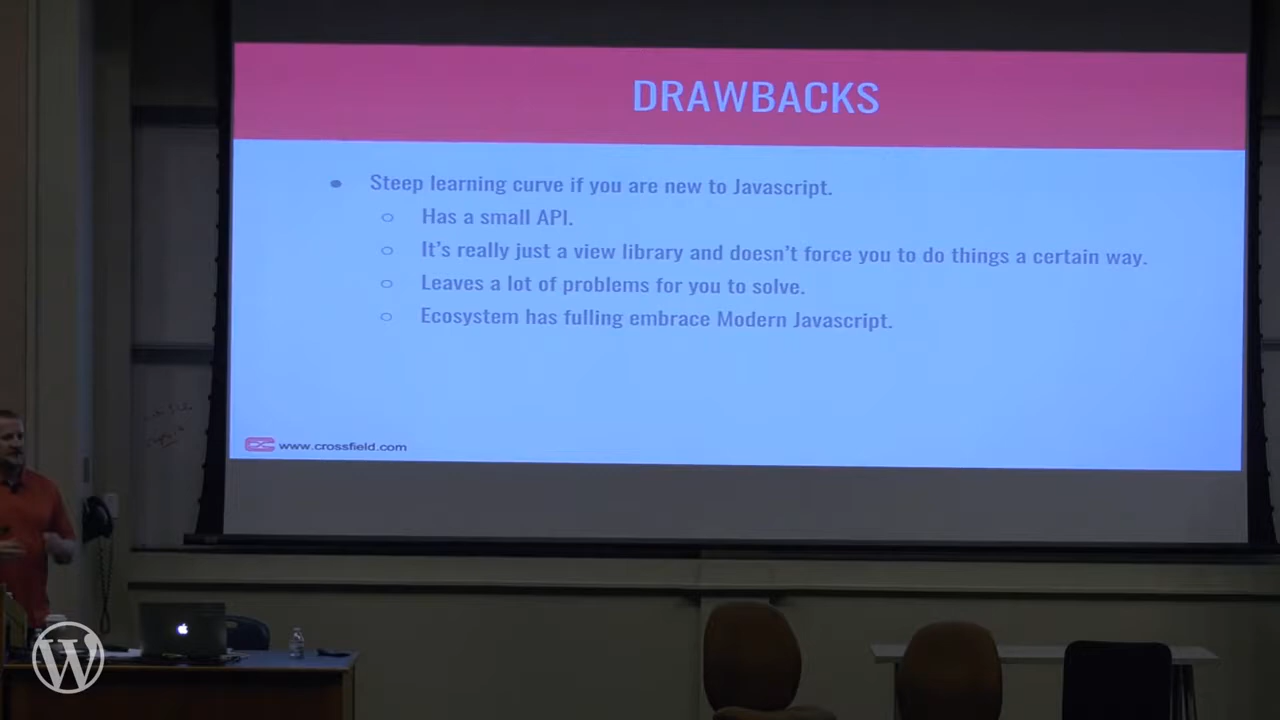 DRAWBACKS
Steep learning curve if you are new to Javascript.
Has a small API.
It's really just a view library and doesn't force you to do things a certain way.
Leaves a lot of problems for you to solve.
Ecosystem has fulling embrace Modern Javascript.
www.crossfield.com